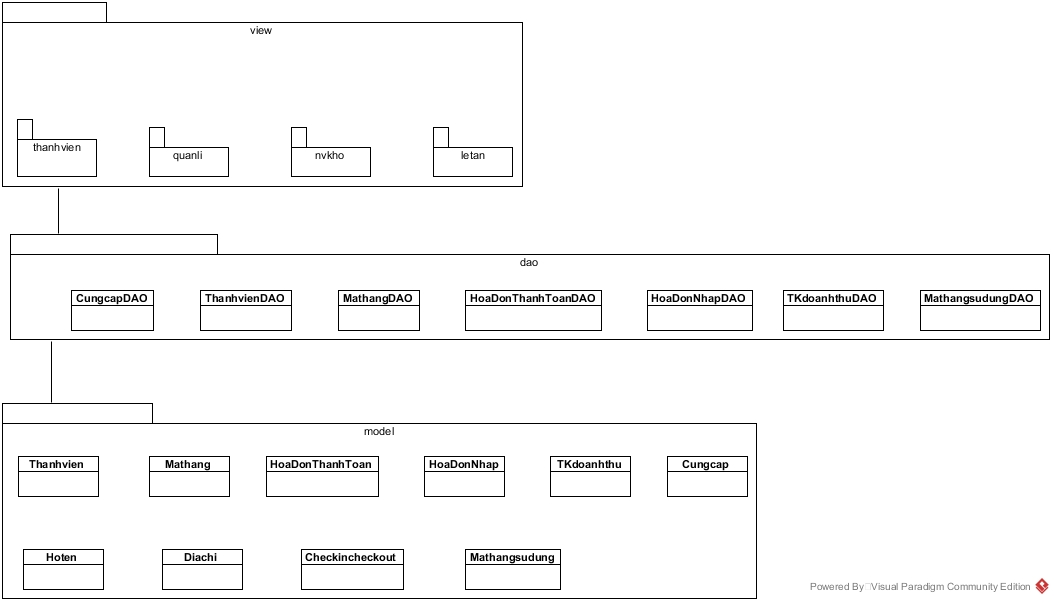 view
thanhvien
quanli
nvkho
letan
dao
CungcapDAO
ThanhvienDAO
MathangDAO
HoaDonThanhToanDAO
HoaDonNhapDAO
TKdoanhthuDAO
MathangsudungDAO
model
Thanhvien
Mathang
HoaDonThanhToan
HoaDonNhap
TKdoanhthu
Cungcap
Hoten
Diachi
Checkincheckout
Mathangsudung
Powered By Visual Paradigm Community Edition